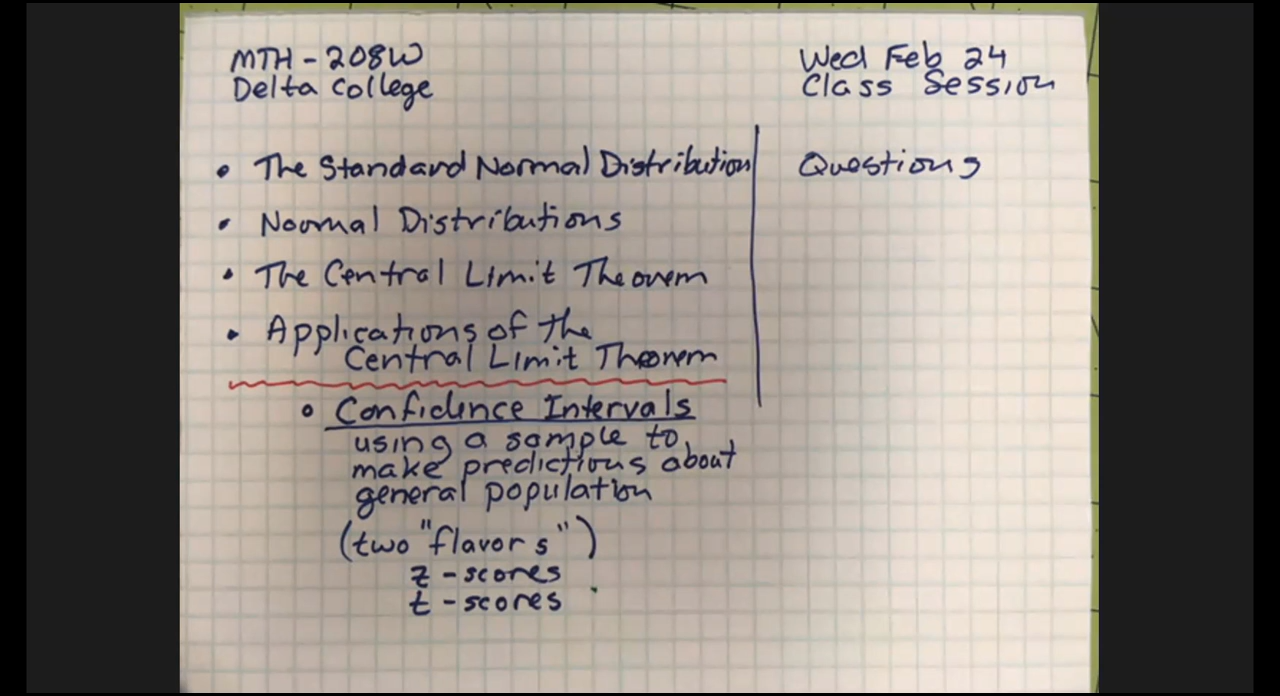 MTH - 208W
Delta College
Wed Feb 24
Class Session
• The Standard Normal Distribution
Questions
• Normal Distributions
• The Central Limit Theorem
• Applications of the
Central Limit Theorem
• Confidence Intervals
using a sample to
make predictions about
general population
(two "flavors")
z - scores
t - scores